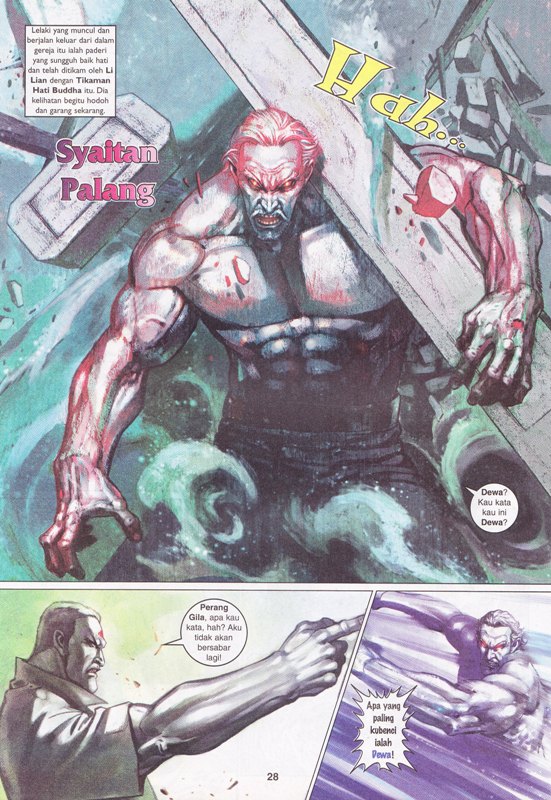 Lelaki yang muncul dan
berjalan keluar dari dalam
gereja itu ialah paderi
yang sungguh baik hati
dan telah ditikam oleh Li
Lian dengan Tikaman
Hati Buddha itu. Dia
kelihatan begitu hodoh
dan garang sekarang.
Hah...
Syaitan
Palang
Dewa?
Kau kata
kau ini
Dewa?
Perang
Gila, apa kau
kata, hah? Aku
tidak akan
bersabar
lagi!
Apa yang
paling
kubenci
ialah
Dewa!
28